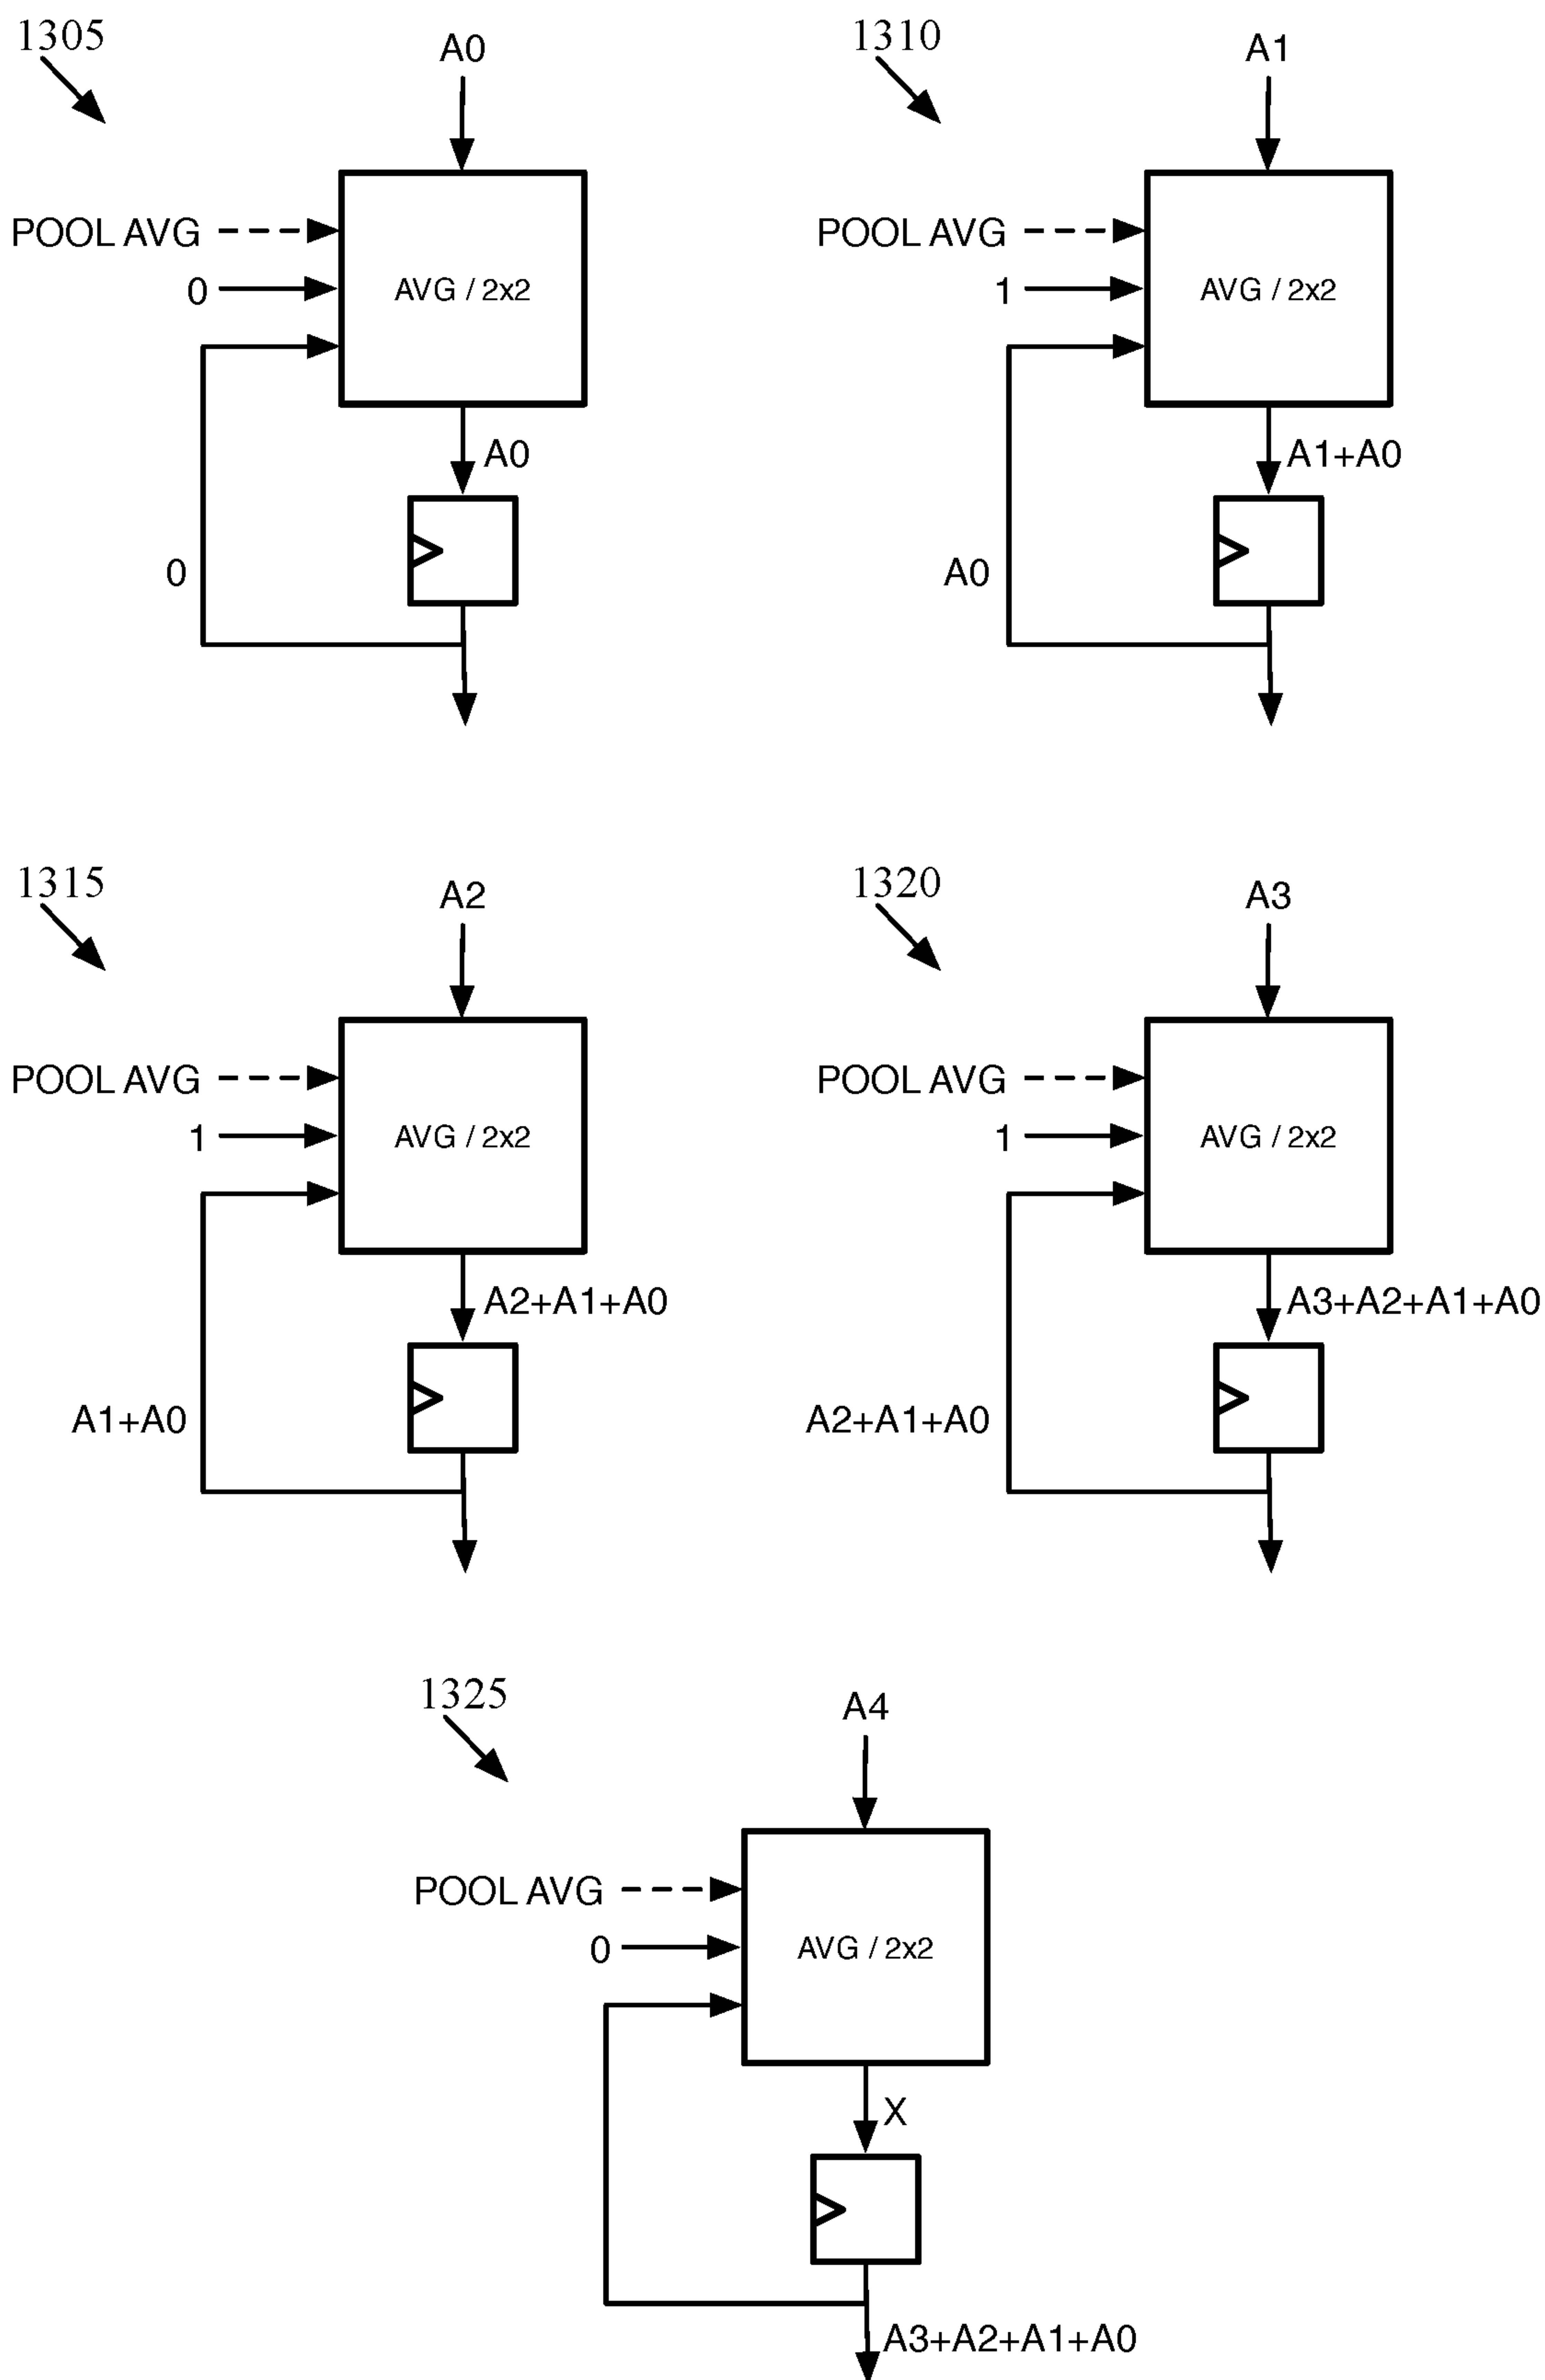 1305
A0
POOL AVG
0
AVG / 2x2
A0
0
1310
A1
POOL AVG
1
AVG / 2x2
A1+A0
A0
1315
A2
POOL AVG
1
AVG / 2x2
A2+A1+A0
A1+A0
1320
A3
POOL AVG
1
AVG / 2x2
A3+A2+A1+A0
A2+A1+A0
1325
A4
POOL AVG
0
AVG / 2x2
X
A3+A2+A1+A0